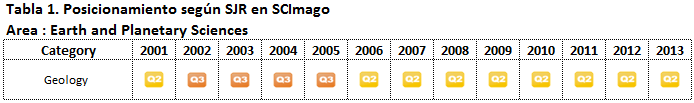 Tabla 1. Posicionamiento según SJR en SCImago
Area : Earth and Planetary Sciences
Category 2001 2002 2003 2004 2005 2006 2007 2008 2009 2010 2011 2012 2013
Geology Q2 Q3 Q3 Q3 Q3 Q2 Q2 Q2 Q2 Q2 Q2 Q2 Q2